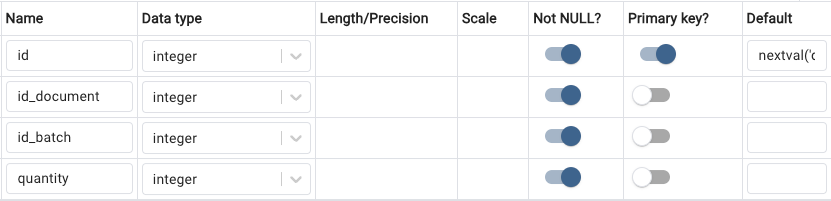 Name Data type Length/Precision Scale Not NULL? Primary key? Default
id integer nextval('
id_document integer
id_batch integer
quantity integer